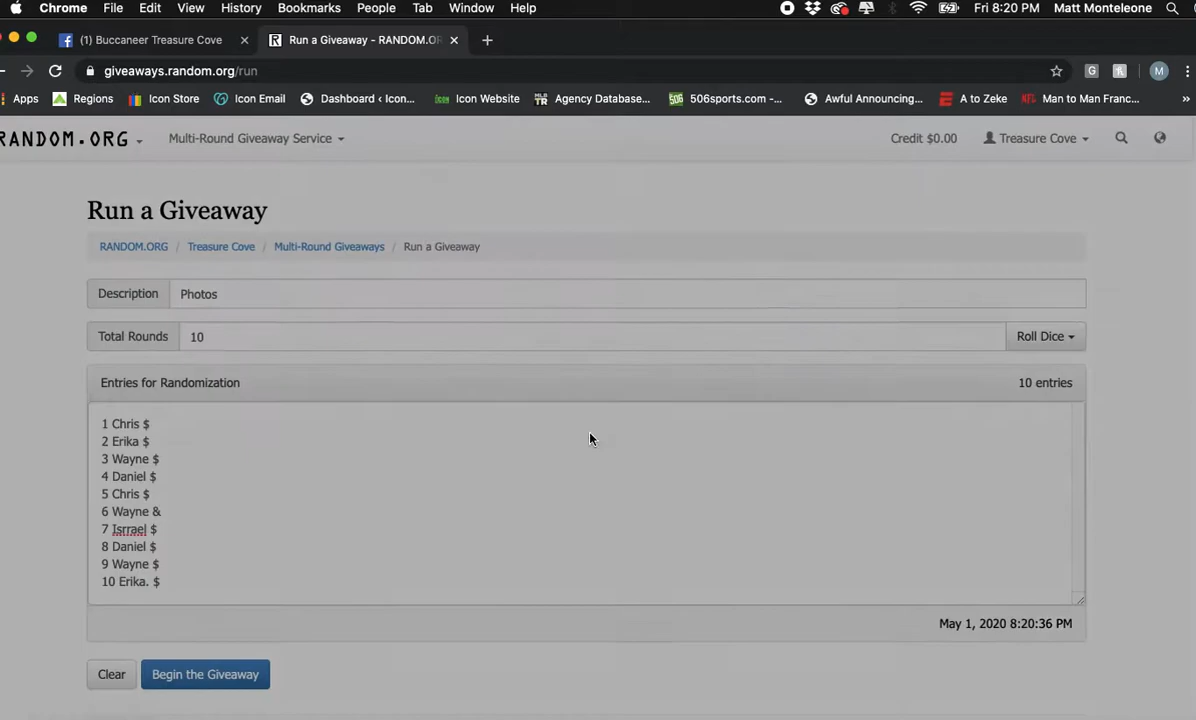 Chrome File Edit View History Bookmarks People Tab Window Help Fri 8:20 PM Matt Monteleone
(1) Buccaneer Treasure Cove Run a Giveaway - RANDOM.OR
giveaways.random.org/run G M
Apps Regions Icon Store Icon Email Dashboard ‹ Icon... icon Icon Website MLB TR Agency Database... 506 506sports.com -... Awful Announcing... A to Zeke NFL Man to Man Franc... »
RANDOM.ORG Multi-Round Giveaway Service Credit $0.00 Treasure Cove
Run a Giveaway
RANDOM.ORG / Treasure Cove / Multi-Round Giveaways / Run a Giveaway
Description Photos
Total Rounds 10 Roll Dice
Entries for Randomization 10 entries
1 Chris $
2 Erika $
3 Wayne $
4 Daniel $
5 Chris $
6 Wayne &
7 Isrrael $
8 Daniel $
9 Wayne $
10 Erika. $
May 1, 2020 8:20:36 PM
Clear Begin the Giveaway